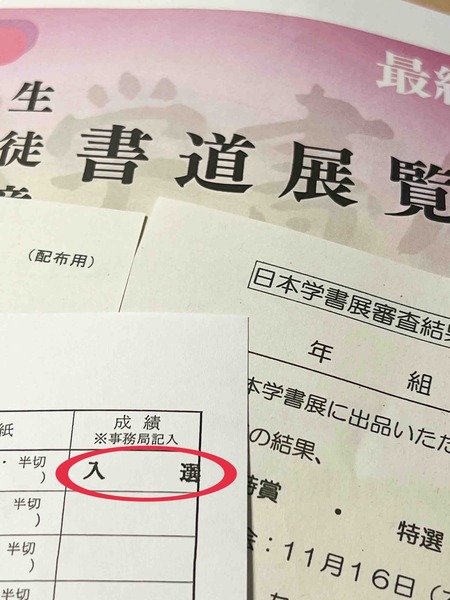 最終
生
徒
書道展覧
学書
（配布用）
日本学書展審査結果
年　組
本学書展に出品いただ
の結果、
特賞・特選
会：11月16日（
紙
成績
※事務局記入
・半切
）
入選
半切
）
・半切
）
半切
）